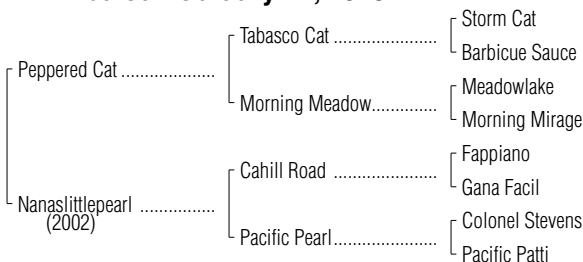 Storm Cat
Tabasco Cat ....................
Barbicue Sauce
Peppered Cat ..................
Meadowlake
Morning Meadow.............
Morning Mirage
Fappiano
Cahill Road ....................
Gana Facil
Nanaslittlepearl ..............
(2002)
Colonel Stevens
Pacific Pearl....................
Pacific Patti